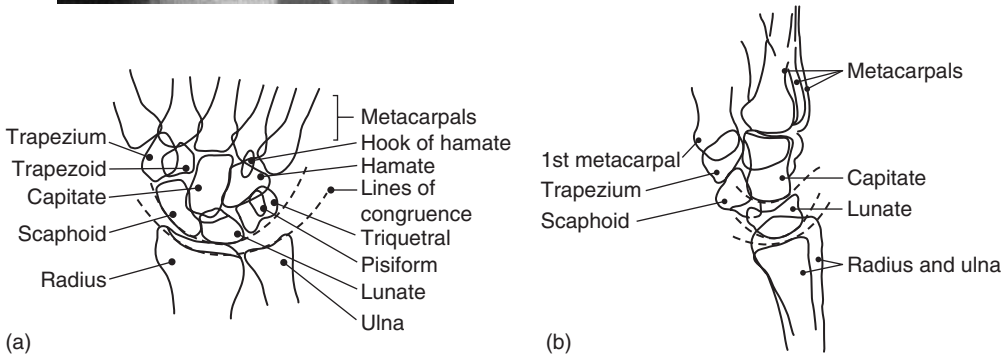 Trapezium
Trapezoid
Capitate
Scaphoid
Radius
Metacarpals
Hook of hamate
Hamate
Lines of
congruence
Triquetral
Pisiform
Lunate
Ulna
(a)
Metacarpals
1st metacarpal
Trapezium
Scaphoid
Capitate
Lunate
Radius and ulna
(b)